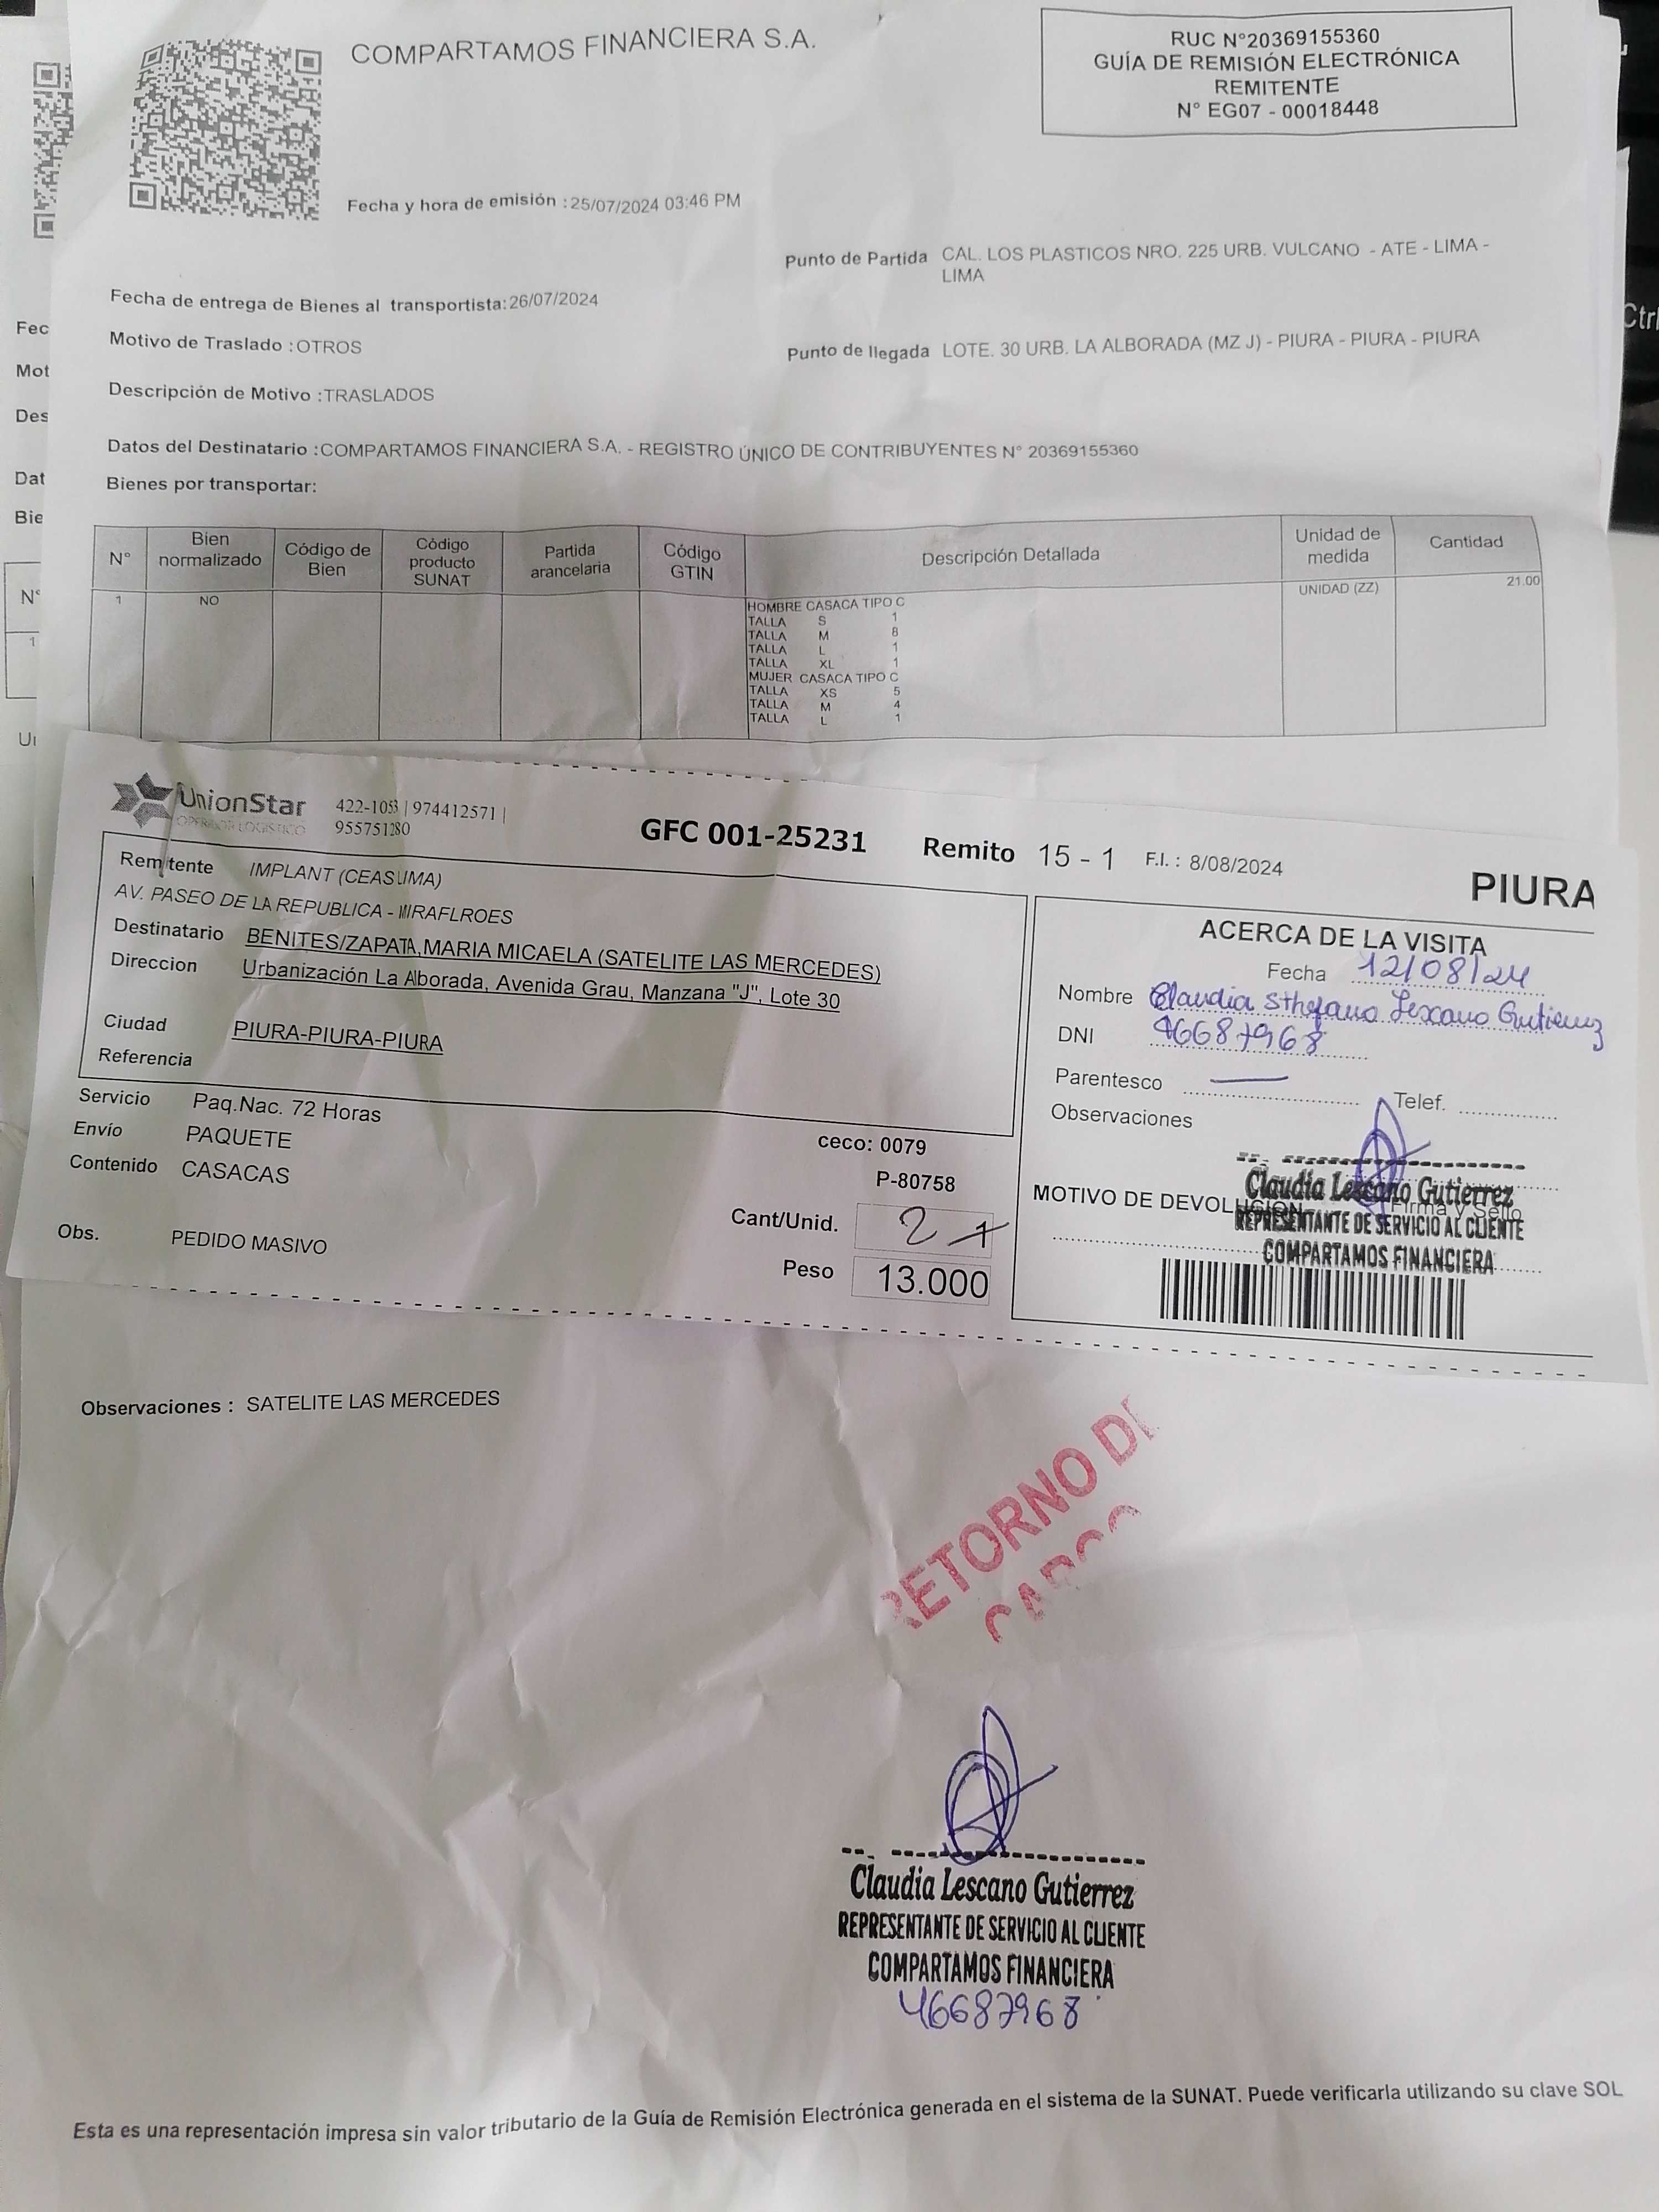 COMPARTAMOS FINANCIERA S.A.
RUC N°20369155360
GUÍA DE REMISIÓN ELECTRÓNICA
REMITENTE
N° EG07 - 00018448
Fecha y hora de emisión :25/07/2024 03:46 PM
Punto de Partida CAL. LOS PLASTICOS NRO. 225 URB. VULCANO - ATE - LIMA -
LIMA
Fecha de entrega de Bienes al transportista:26/07/2024
Motivo de Traslado :OTROS
Punto de llegada LOTE. 30 URB. LA ALBORADA (MZ J) - PIURA - PIURA - PIURA
Descripción de Motivo :TRASLADOS
Datos del Destinatario :COMPARTAMOS FINANCIERA S.A. - REGISTRO ÚNICO DE CONTRIBUYENTES N° 20369155360
Bienes por transportar:
N° Bien normalizado Código de Bien Código producto SUNAT Partida arancelaria Código GTIN Descripción Detallada Unidad de medida Cantidad
1 NO HOMBRE CASACA TIPO C UNIDAD (ZZ) 21.00
TALLA S 1
TALLA M 8
TALLA L 1
TALLA XL 1
MUJER CASACA TIPO C
TALLA XS 5
TALLA M 4
TALLA L 1
UnionStar
OPERADOR LOGISTICO
422-1053 | 974412571 |
955751280
GFC 001-25231 Remito 15 - 1 F.I. : 8/08/2024
PIURA
Remitente IMPLANT (CEASUMA)
AV. PASEO DE LA REPUBLICA - MIRAFLROES
Destinatario BENITES/ZAPATA,MARIA MICAELA (SATELITE LAS MERCEDES)
Direccion Urbanización La Alborada, Avenida Grau, Manzana "J", Lote 30
Ciudad PIURA-PIURA-PIURA
Referencia
Servicio Paq.Nac. 72 Horas
Envío PAQUETE
Contenido CASACAS
ceco: 0079
P-80758
Cant/Unid. 21
Peso 13.000
Obs. PEDIDO MASIVO
ACERCA DE LA VISITA
Fecha 12/08/24
Nombre Claudia Sthefano Lescano Gutierrez
DNI 46687968
Parentesco — Telef.
Observaciones
Claudia Lescano Gutierrez
MOTIVO DE DEVOLUCION Firma y Sello
REPRESENTANTE DE SERVICIO AL CLIENTE
COMPARTAMOS FINANCIERA
Observaciones : SATELITE LAS MERCEDES
RETORNO DE
CARGO
Claudia Lescano Gutierrez
REPRESENTANTE DE SERVICIO AL CLIENTE
COMPARTAMOS FINANCIERA
46687968
Esta es una representación impresa sin valor tributario de la Guía de Remisión Electrónica generada en el sistema de la SUNAT. Puede verificarla utilizando su clave SOL
Fec
Mot
Des
Dat
Bie
N°
1
Ctrl